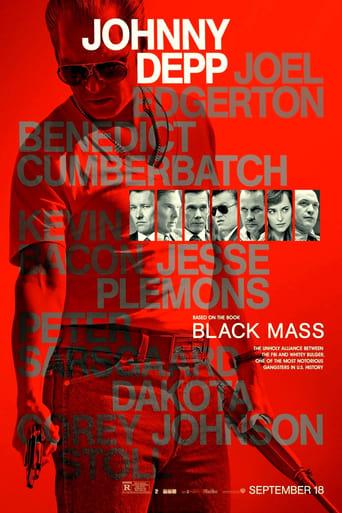 JOHNNY
DEPP JOEL
EDGERTON
BENEDICT
CUMBERBATCH
KEVIN
BACON JESSE
PLEMONS
PETER
SARSGAARD
DAKOTA
COREY JOHNSON
STOLL
BASED ON THE BOOK
BLACK MASS
THE UNHOLY ALLIANCE BETWEEN
THE FBI AND WHITEY BULGER,
ONE OF THE MOST NOTORIOUS
GANGSTERS IN U.S. HISTORY
R
SEPTEMBER 18